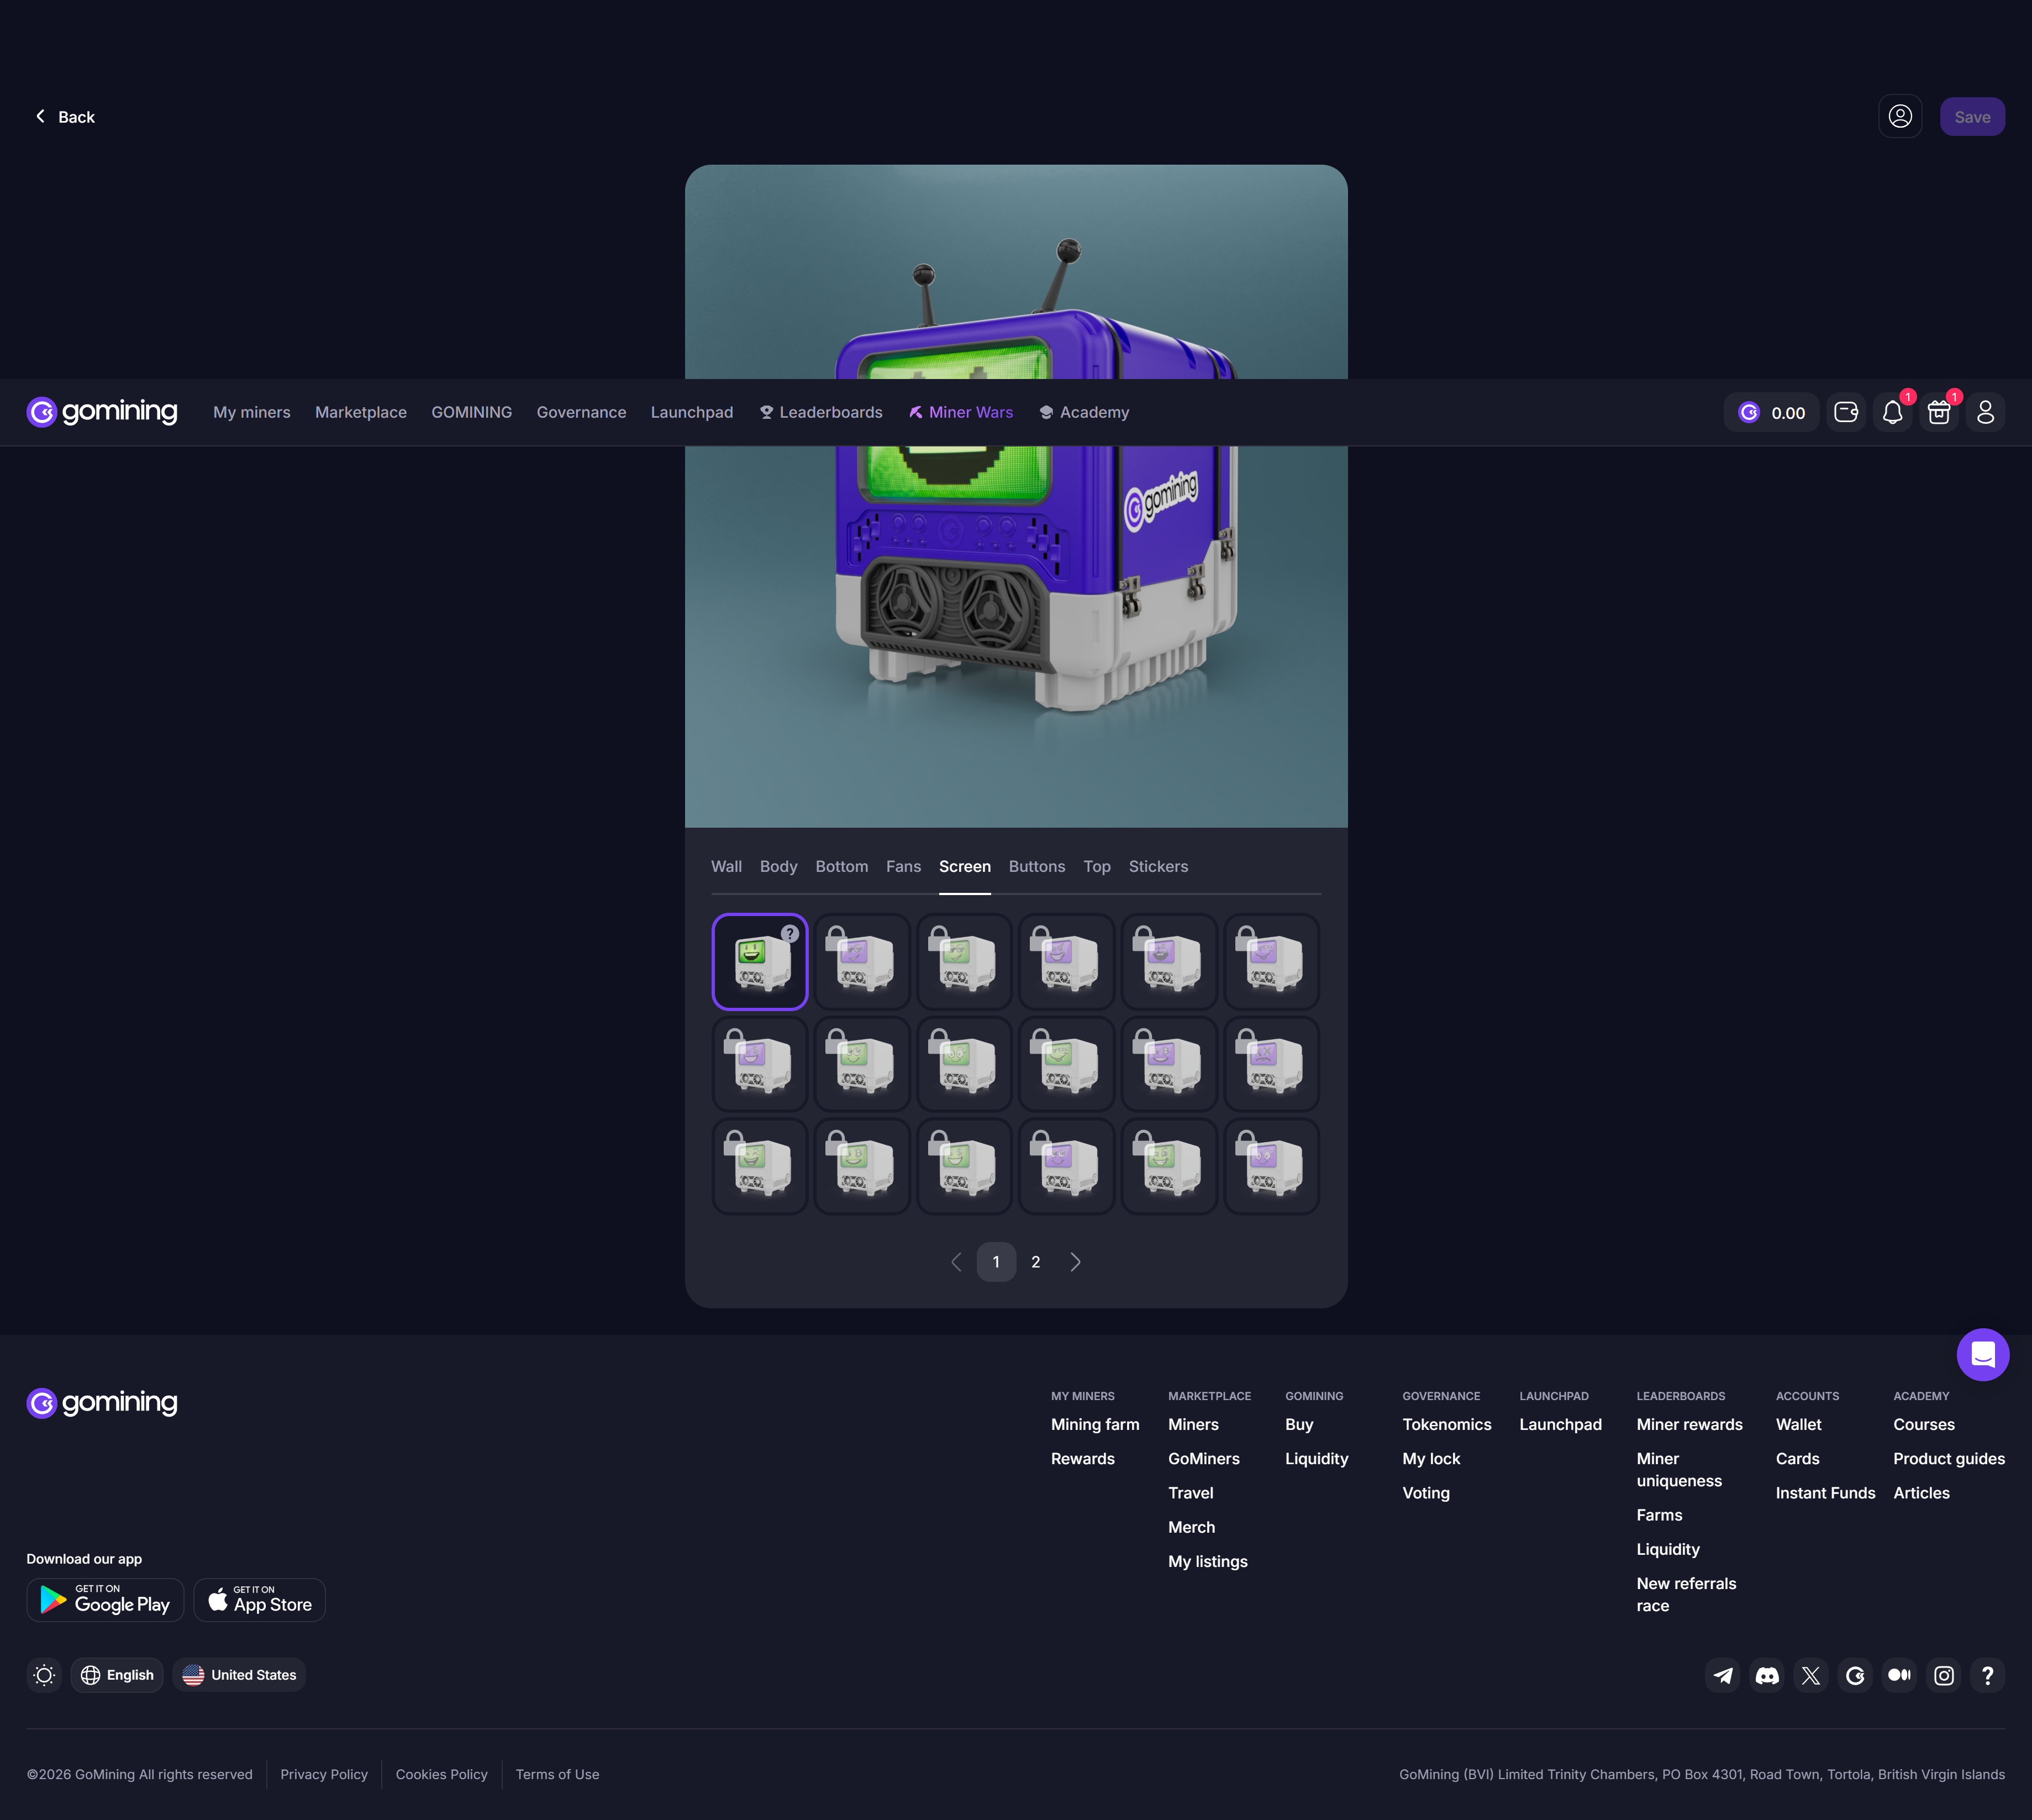 Back
Save
gomining
My miners
Marketplace
GOMINING
Governance
Launchpad
Leaderboards
Miner Wars
Academy
0.00
1
1
gomining
Wall
Body
Bottom
Fans
Screen
Buttons
Top
Stickers
?
1
2
gomining
MY MINERS
Mining farm
Rewards
MARKETPLACE
Miners
GoMiners
Travel
Merch
My listings
GOMINING
Buy
Liquidity
GOVERNANCE
Tokenomics
My lock
Voting
LAUNCHPAD
Launchpad
LEADERBOARDS
Miner rewards
Miner
uniqueness
Farms
Liquidity
New referrals
race
ACCOUNTS
Wallet
Cards
Instant Funds
ACADEMY
Courses
Product guides
Articles
Download our app
GET IT ON
Google Play
GET IT ON
App Store
English
United States
?
©2026 GoMining All rights reserved
Privacy Policy
Cookies Policy
Terms of Use
GoMining (BVI) Limited Trinity Chambers, PO Box 4301, Road Town, Tortola, British Virgin Islands